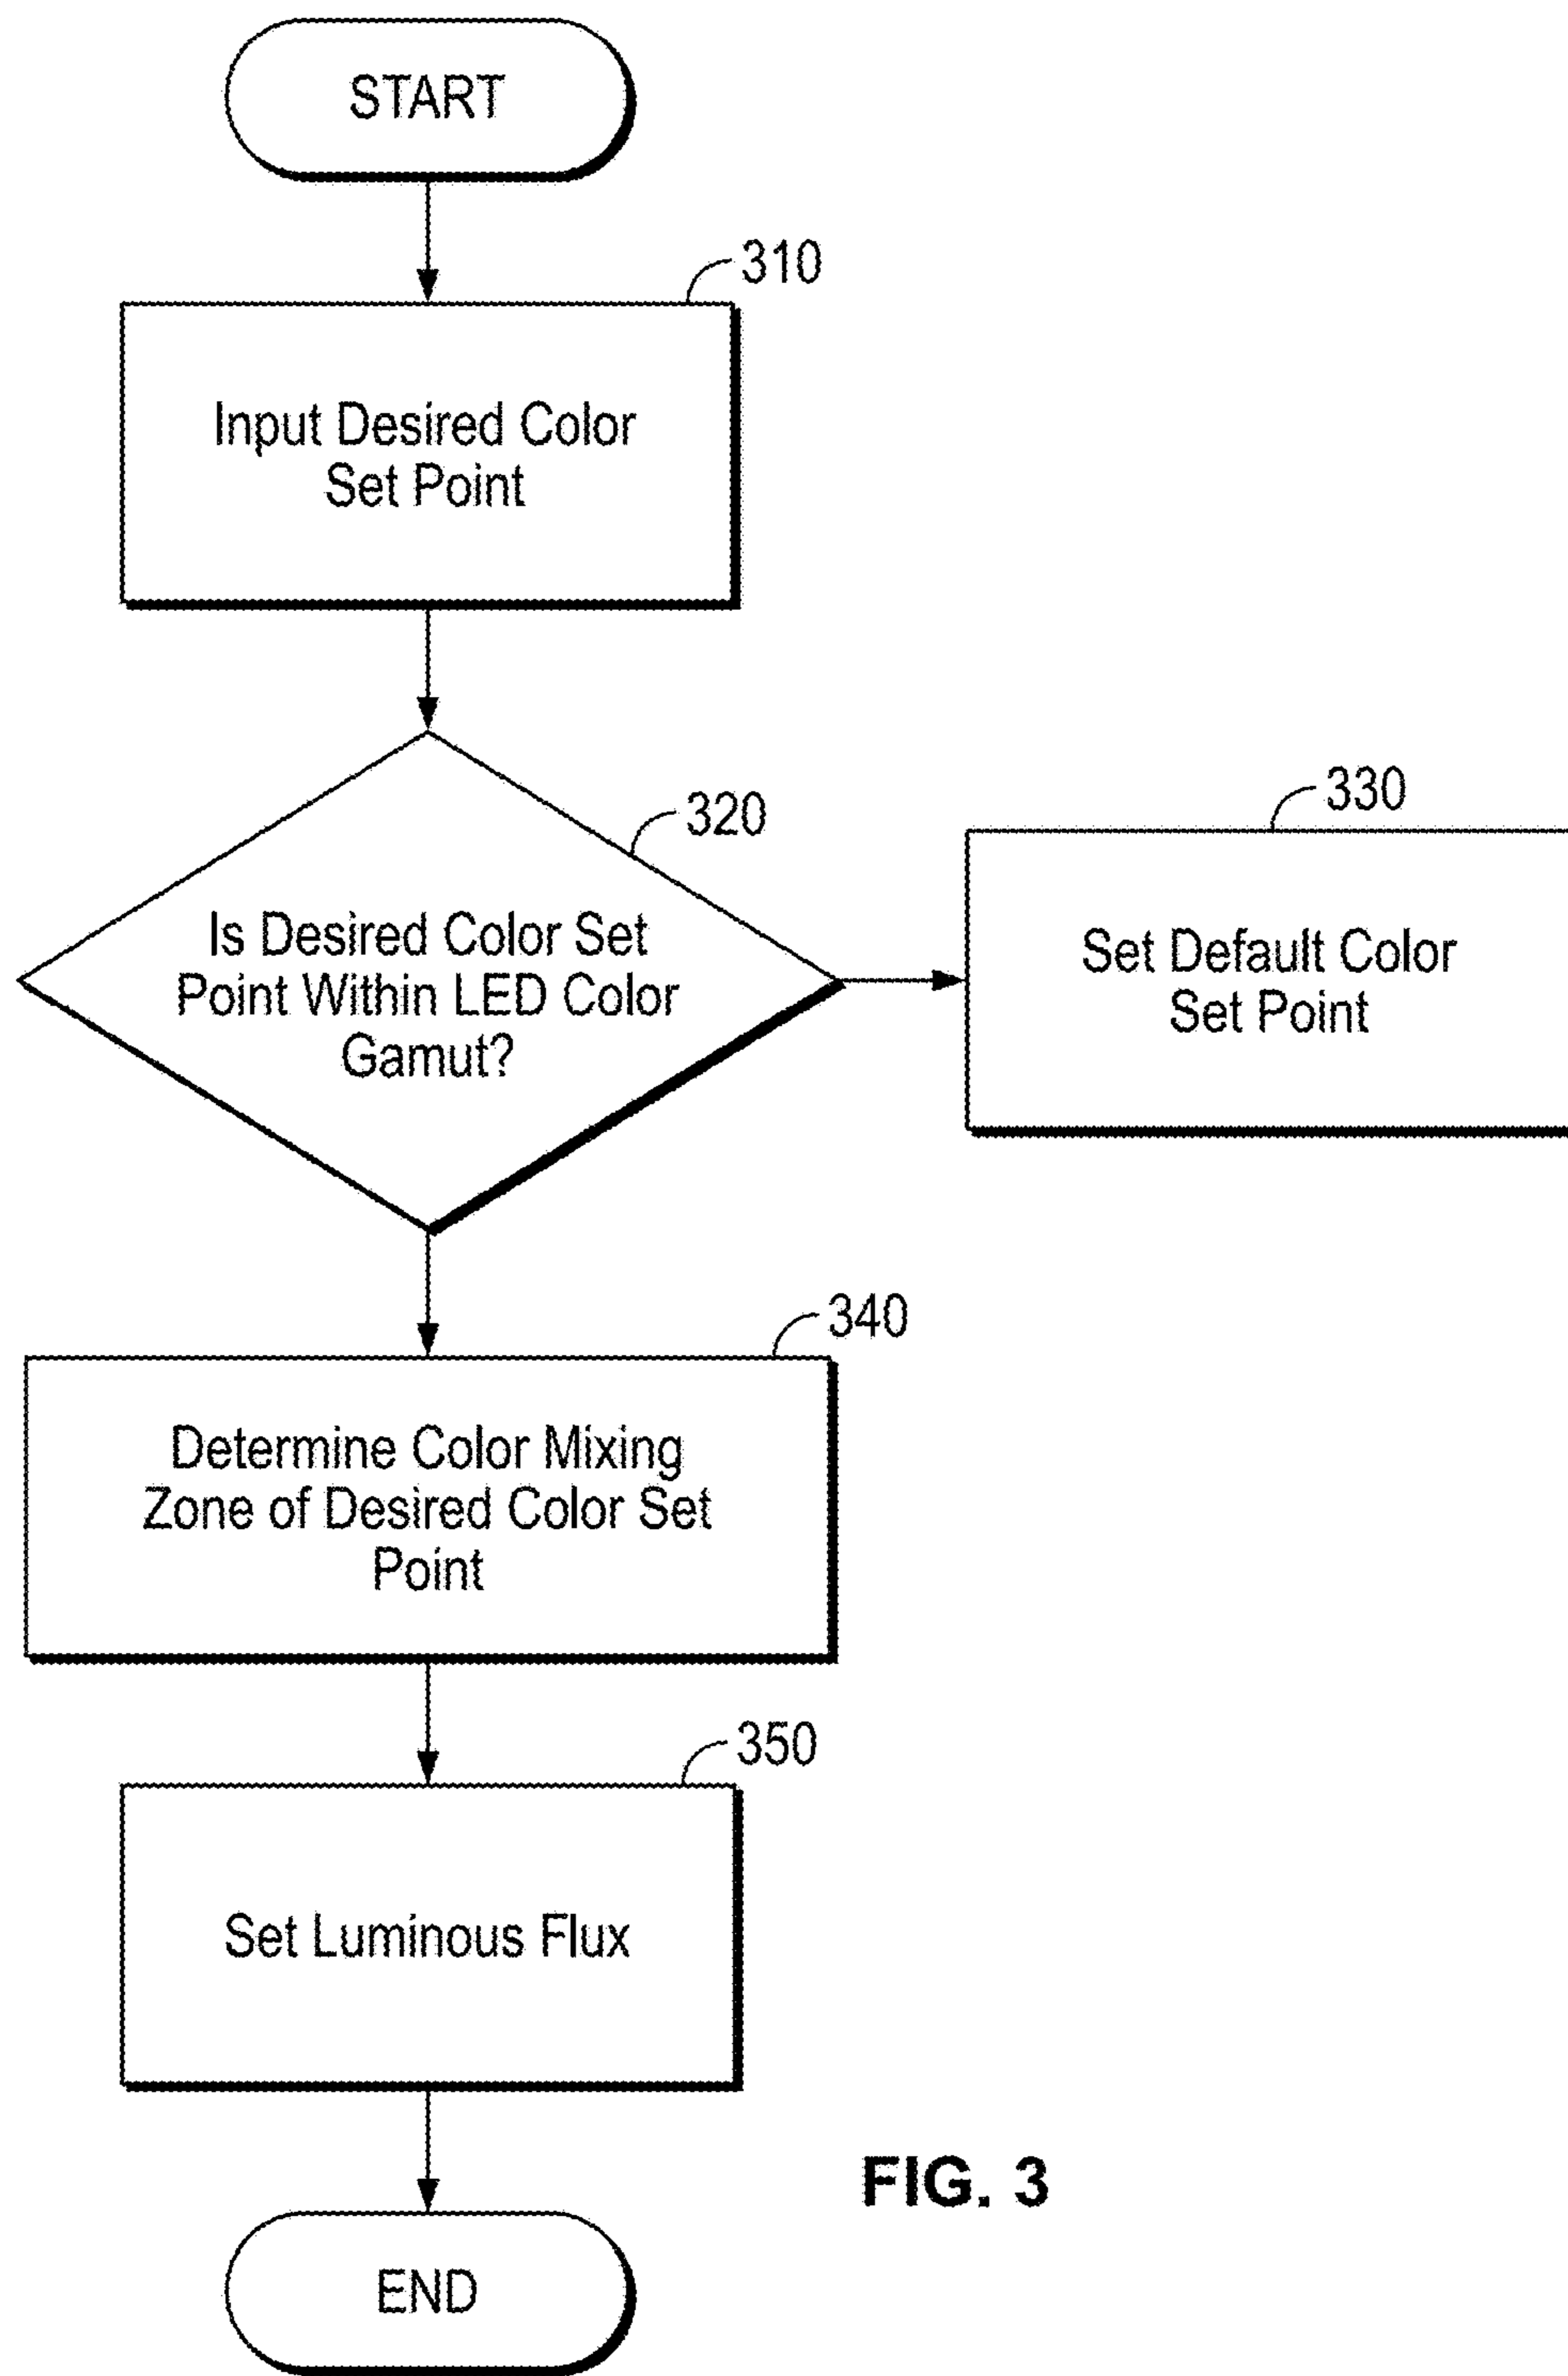 START
310
Input Desired Color
Set Point
320
Is Desired Color Set
Point Within LED Color
Gamut?
330
Set Default Color
Set Point
340
Determine Color Mixing
Zone of Desired Color Set
Point
350
Set Luminous Flux
FIG. 3
END